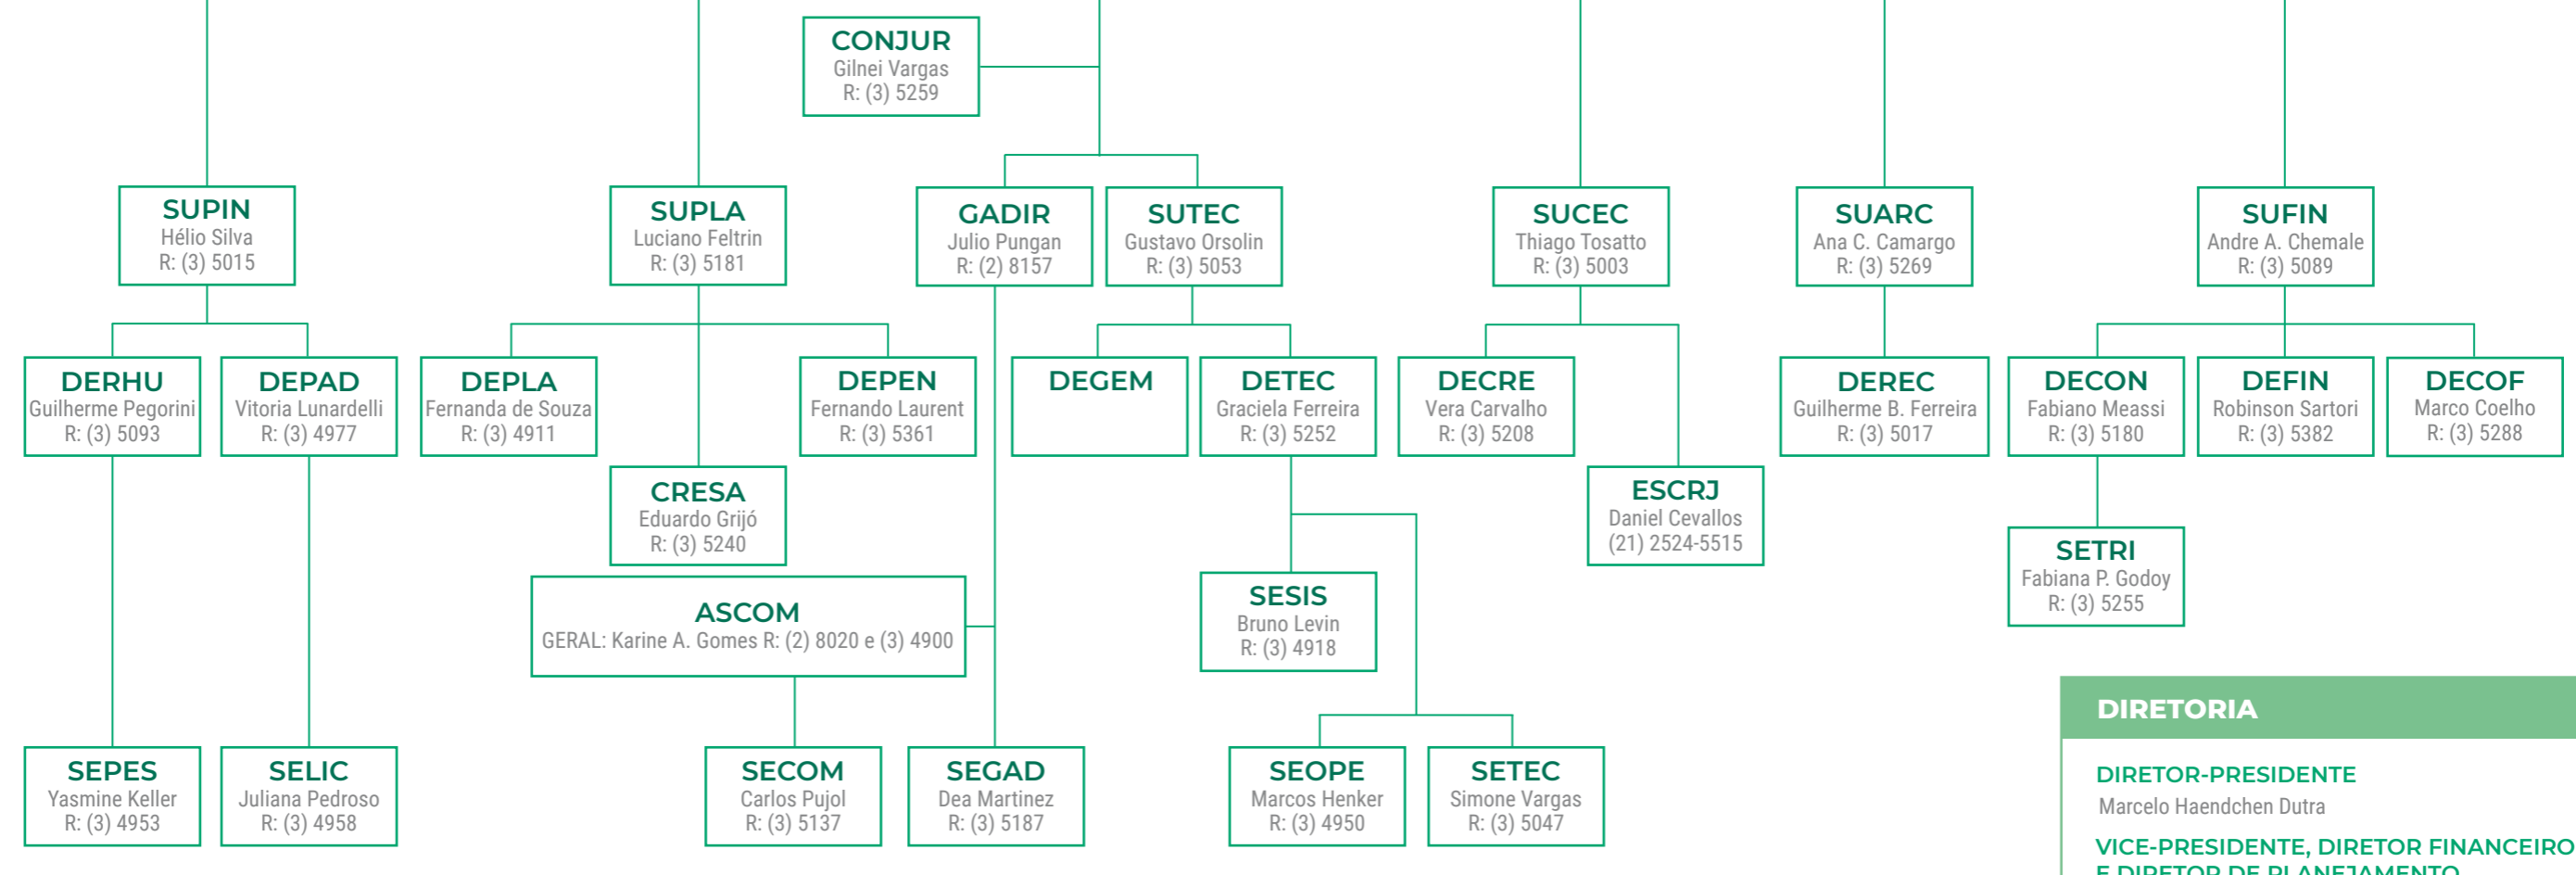 CONJUR
Gilnei Vargas
R: (3) 5259
SUPIN
Hélio Silva
R: (3) 5015
SUPLA
Luciano Feltrin
R: (3) 5181
GADIR
Julio Pungan
R: (2) 8157
SUTEC
Gustavo Orsolin
R: (3) 5053
SUCEC
Thiago Tosatto
R: (3) 5003
SUARC
Ana C. Camargo
R: (3) 5269
SUFIN
Andre A. Chemale
R: (3) 5089
DERHU
Guilherme Pegorini
R: (3) 5093
DEPAD
Vitoria Lunardelli
R: (3) 4977
DEPLA
Fernanda de Souza
R: (3) 4911
DEPEN
Fernando Laurent
R: (3) 5361
DEGEM
DETEC
Graciela Ferreira
R: (3) 5252
DECRE
Vera Carvalho
R: (3) 5208
DEREC
Guilherme B. Ferreira
R: (3) 5017
DECON
Fabiano Meassi
R: (3) 5180
DEFIN
Robinson Sartori
R: (3) 5382
DECOF
Marco Coelho
R: (3) 5288
CRESA
Eduardo Grijó
R: (3) 5240
ESCRJ
Daniel Cevallos
(21) 2524-5515
SETRI
Fabiana P. Godoy
R: (3) 5255
ASCOM
GERAL: Karine A. Gomes R: (2) 8020 e (3) 4900
SESIS
Bruno Levin
R: (3) 4918
SEPES
Yasmine Keller
R: (3) 4953
SELIC
Juliana Pedroso
R: (3) 4958
SECOM
Carlos Pujol
R: (3) 5137
SEGAD
Dea Martinez
R: (3) 5187
SEOPE
Marcos Henker
R: (3) 4950
SETEC
Simone Vargas
R: (3) 5047
DIRETORIA
DIRETOR-PRESIDENTE
Marcelo Haendchen Dutra
VICE-PRESIDENTE, DIRETOR FINANCEIRO
E DIRETOR DE PLANEJAMENTO